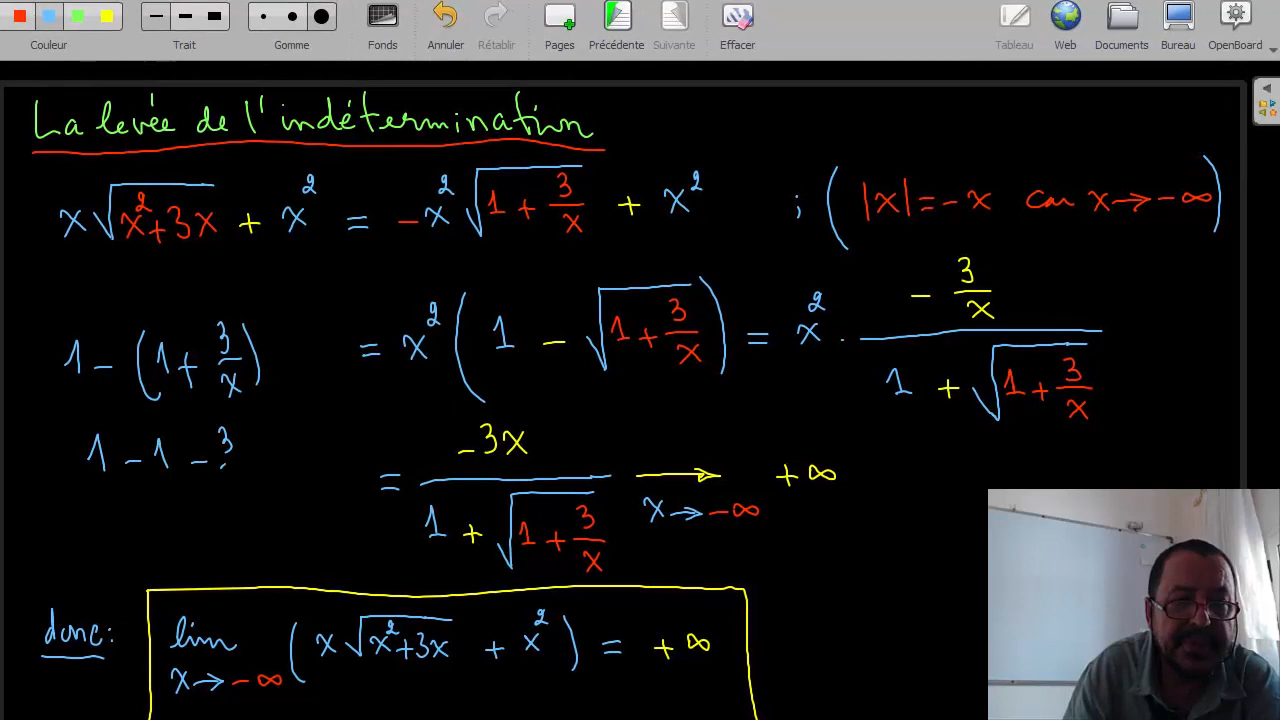 Couleur Trait Gomme Fonds Annuler Rétablir Pages Précédente Suivante Effacer Tableau Web Documents Bureau OpenBoard
La levée de l'indétermination
x√(x²+3x) + x² = -x²√(1 + 3/x) + x² ; (|x| = -x car x → -∞)
1 - (1 + 3/x) = x² (1 - √(1 + 3/x)) = x² · (- 3/x)/(1 + √(1 + 3/x))
1 - 1 - 3
= (-3x)/(1 + √(1 + 3/x)) → +∞
x → -∞
donc: lim (x√(x²+3x) + x²) = +∞
x → -∞